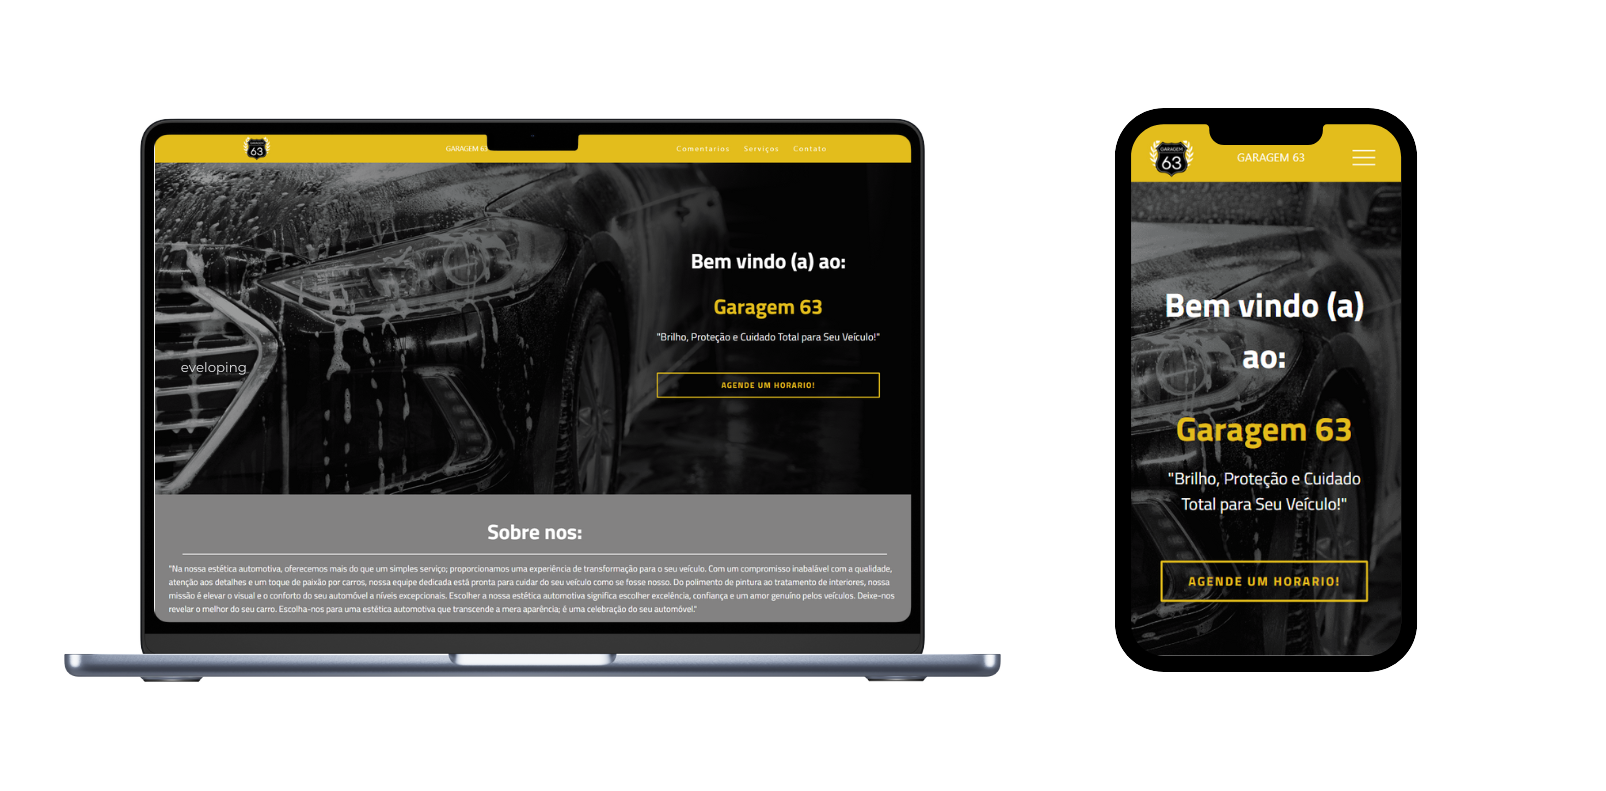 GARAGEM
63
GARAGEM 63
Comentarios Serviços Contato
Bem vindo (a) ao:
Garagem 63
"Brilho, Proteção e Cuidado Total para Seu Veículo!"
AGENDE UM HORARIO!
eveloping
Sobre nos:
"Na nossa estética automotiva, oferecemos mais do que um simples serviço; proporcionamos uma experiência de transformação para o seu veículo. Com um compromisso inabalável com a qualidade,
atenção aos detalhes e um toque de paixão por carros, nossa equipe dedicada está pronta para cuidar do seu veículo como se fosse nosso. Do polimento de pintura ao tratamento de interiores, nossa
missão é elevar o visual e o conforto do seu automóvel a níveis excepcionais. Escolher a nossa estética automotiva significa escolher excelência, confiança e um amor genuíno pelos veículos. Deixe-nos
revelar o melhor do seu carro. Escolha-nos para uma estética automotiva que transcende a mera aparência; é uma celebração do seu automóvel."
GARAGEM
63
GARAGEM 63
Bem vindo (a)
ao:
Garagem 63
"Brilho, Proteção e Cuidado
Total para Seu Veículo!"
AGENDE UM HORARIO!